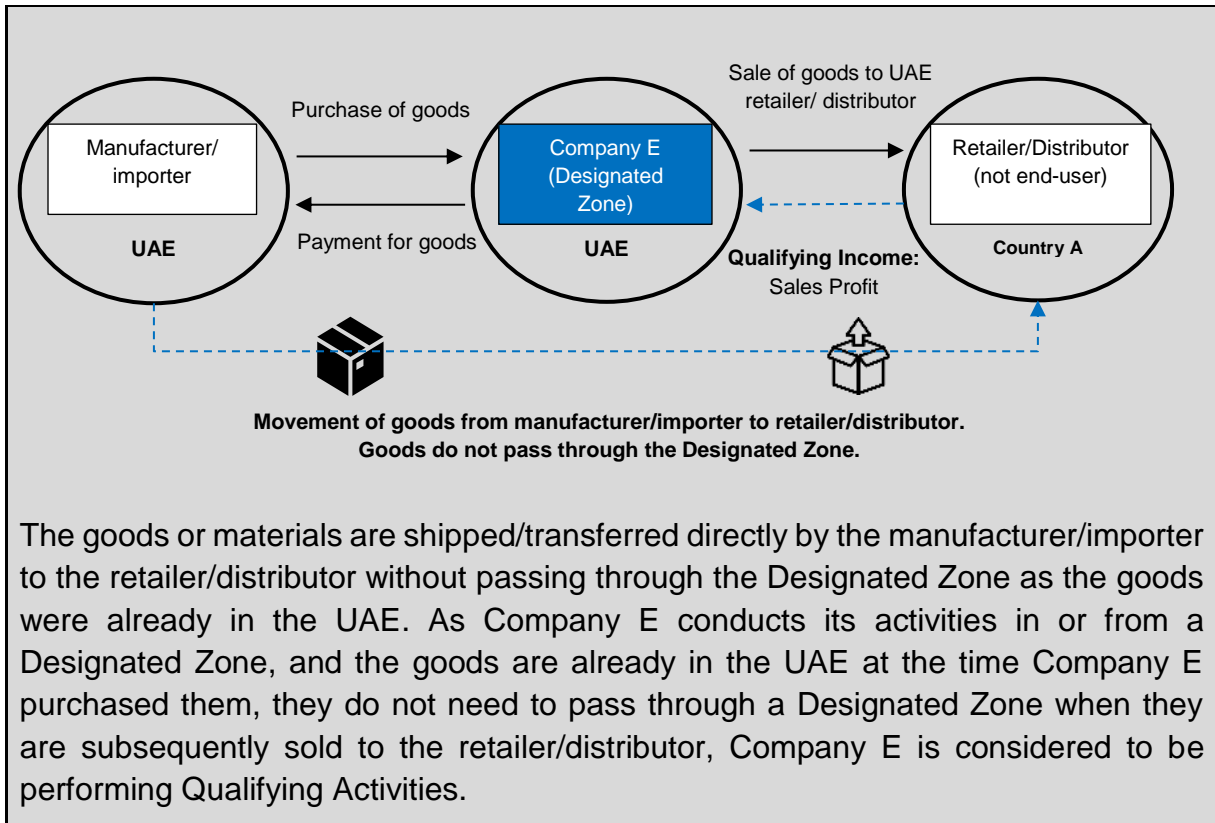 Sale of goods to UAE
retailer/ distributor
Purchase of goods
Manufacturer/
importer
Company E
(Designated
Zone)
Retailer/Distributor
(not end-user)
Payment for goods
UAE
UAE
Qualifying Income:
Sales Profit
Country A
Movement of goods from manufacturer/importer to retailer/distributor.
Goods do not pass through the Designated Zone.
The goods or materials are shipped/transferred directly by the manufacturer/importer
to the retailer/distributor without passing through the Designated Zone as the goods
were already in the UAE. As Company E conducts its activities in or from a
Designated Zone, and the goods are already in the UAE at the time Company E
purchased them, they do not need to pass through a Designated Zone when they
are subsequently sold to the retailer/distributor, Company E is considered to be
performing Qualifying Activities.